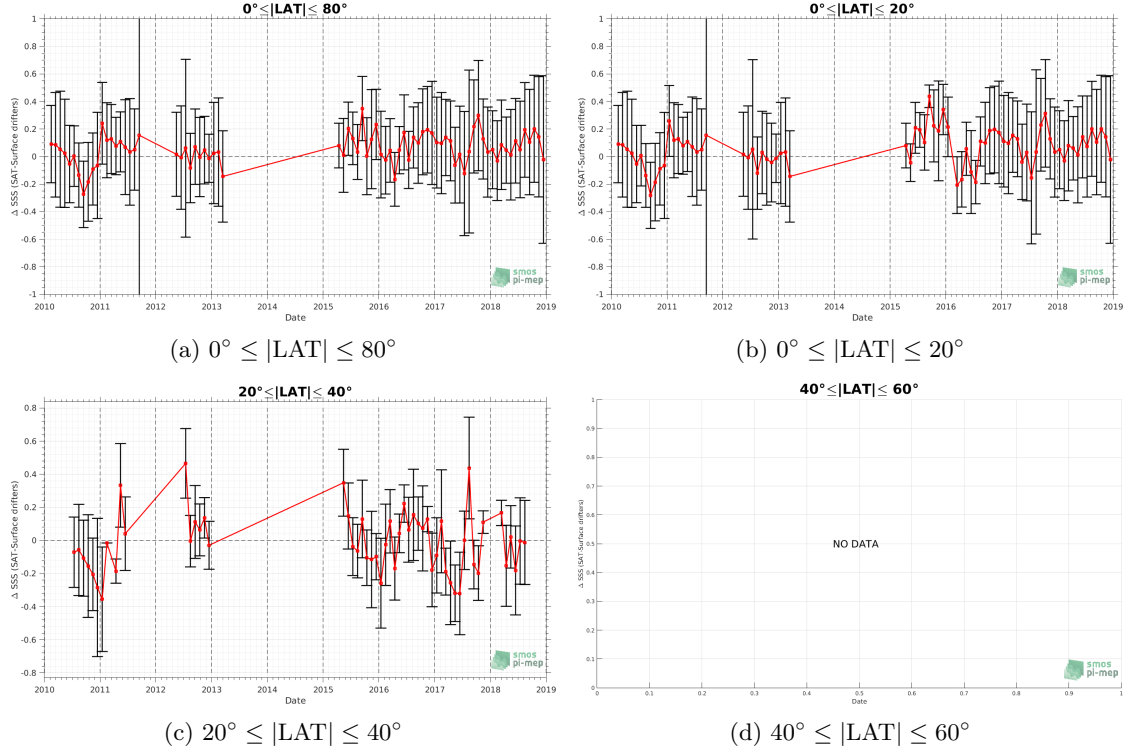 0°≤|LAT|≤ 80°
1
0.8
0.6
0.4
0.2
0
-0.2
-0.4
-0.6
-0.8
-1
Δ SSS (SAT-Surface drifters)
2010 2011 2012 2013 2014 2015 2016 2017 2018 2019
Date
smos
pi-mep
(a) 0° ≤ |LAT| ≤ 80°
0°≤|LAT|≤ 20°
1
0.8
0.6
0.4
0.2
0
-0.2
-0.4
-0.6
-0.8
-1
Δ SSS (SAT-Surface drifters)
2010 2011 2012 2013 2014 2015 2016 2017 2018 2019
Date
smos
pi-mep
(b) 0° ≤ |LAT| ≤ 20°
20°≤|LAT|≤ 40°
0.8
0.6
0.4
0.2
0
-0.2
-0.4
-0.6
-0.8
Δ SSS (SAT-Surface drifters)
2010 2011 2012 2013 2014 2015 2016 2017 2018 2019
Date
smos
pi-mep
(c) 20° ≤ |LAT| ≤ 40°
40°≤|LAT|≤ 60°
1
0.9
0.8
0.7
0.6
0.5
0.4
0.3
0.2
0.1
0
Δ SSS (SAT-Surface drifters)
NO DATA
0 0.1 0.2 0.3 0.4 0.5 0.6 0.7 0.8 0.9 1
Date
smos
pi-mep
(d) 40° ≤ |LAT| ≤ 60°